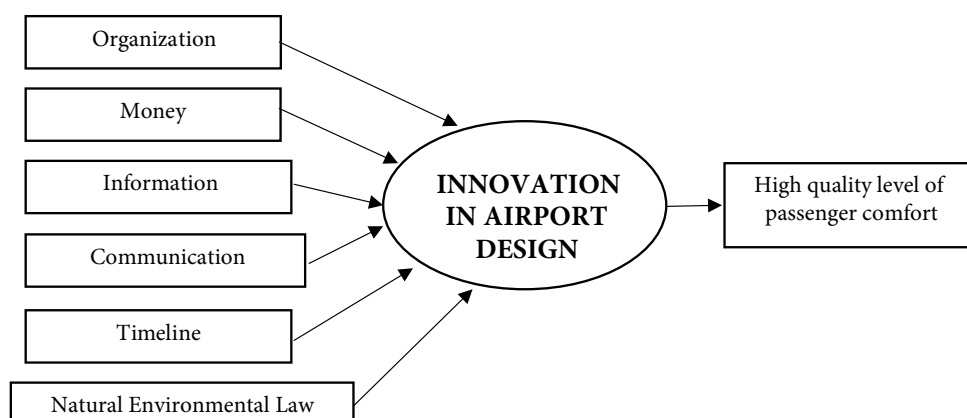 Organization
Money
Information
Communication
Timeline
Natural Environmental Law
INNOVATION
IN AIRPORT
DESIGN
High quality level of
passenger comfort